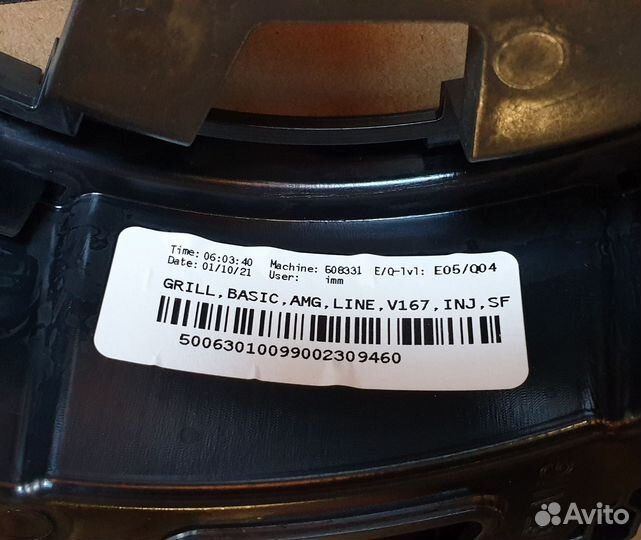 Time: 06:03:40 Machine: 608331 E/Q-lvl: E05/Q04
Date: 01/10/21 User: imm
GRILL,BASIC,AMG,LINE,V167,INJ,SF
50063010099002309460
Avito